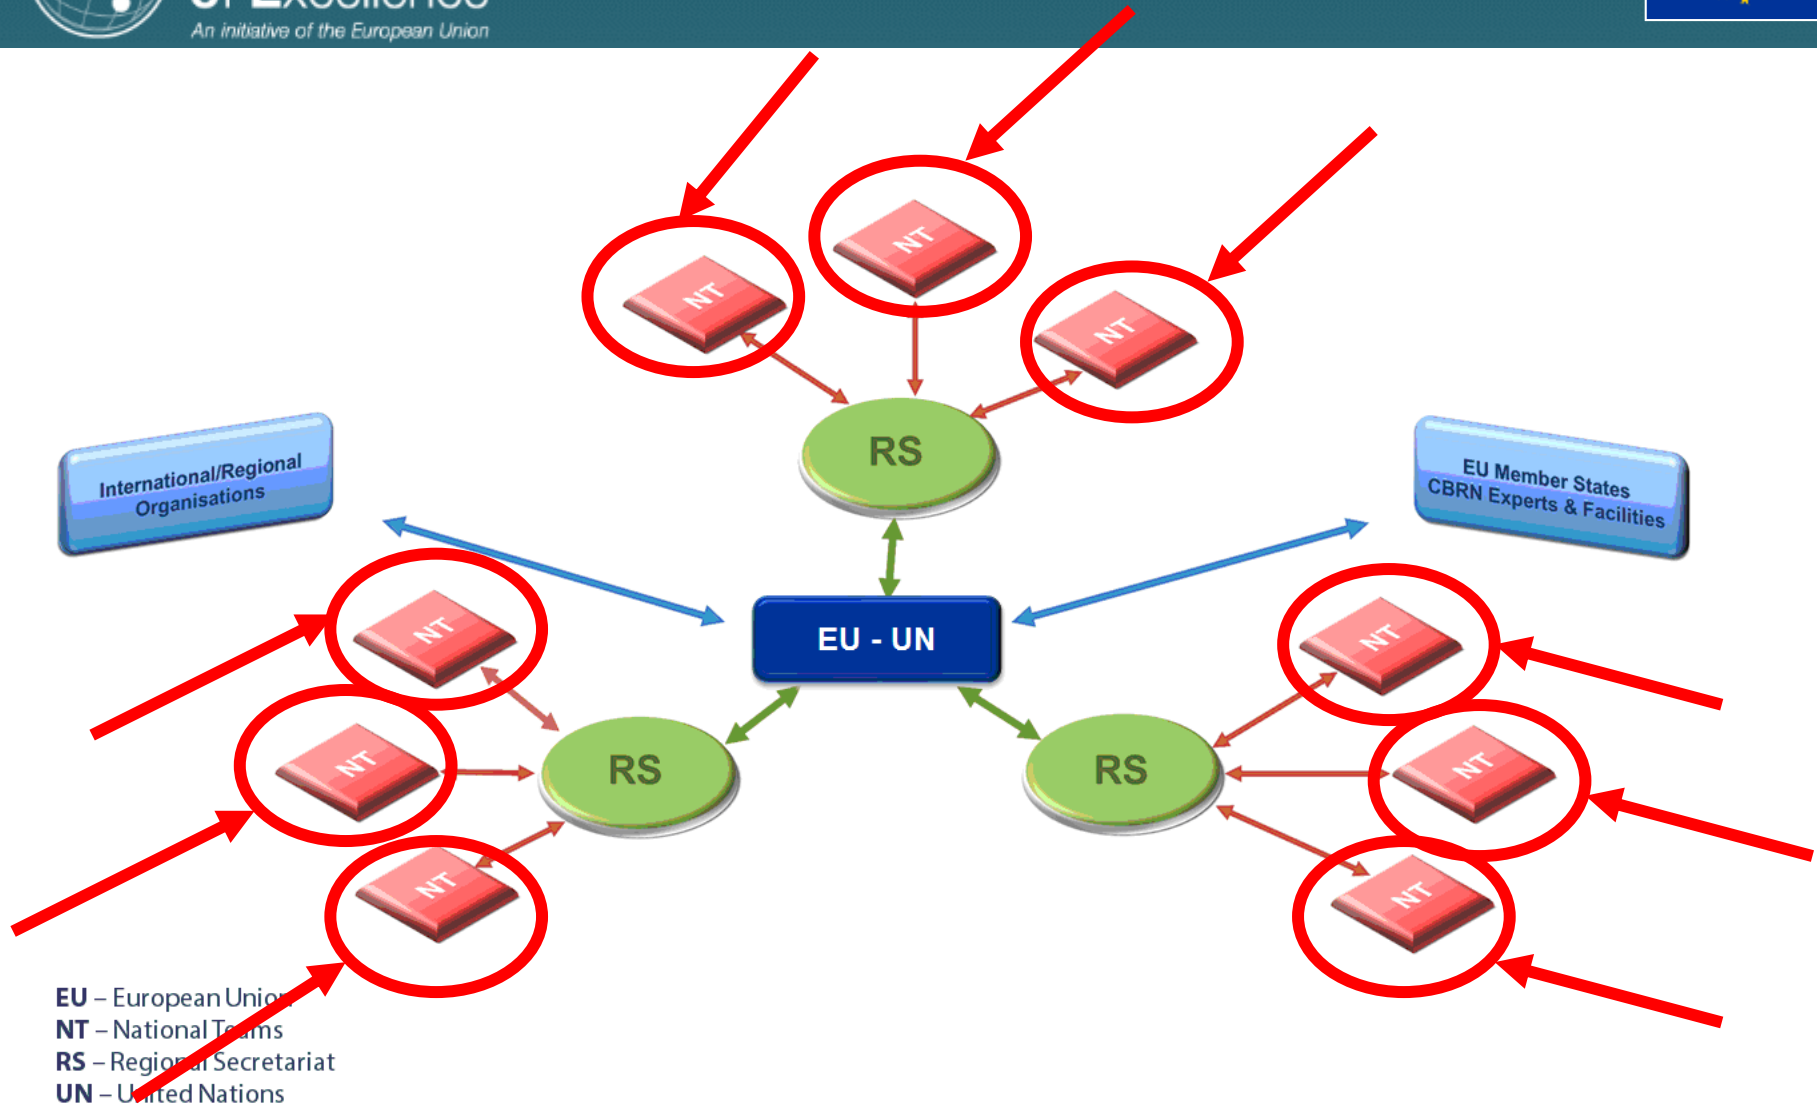 of Excellence
An initiative of the European Union
NT
NT
NT
RS
International/Regional
Organisations
EU Member States
CBRN Experts & Facilities
EU - UN
NT
NT
NT
RS
RS
NT
NT
NT
EU – European Union
NT – National Teams
RS – Regional Secretariat
UN – United Nations